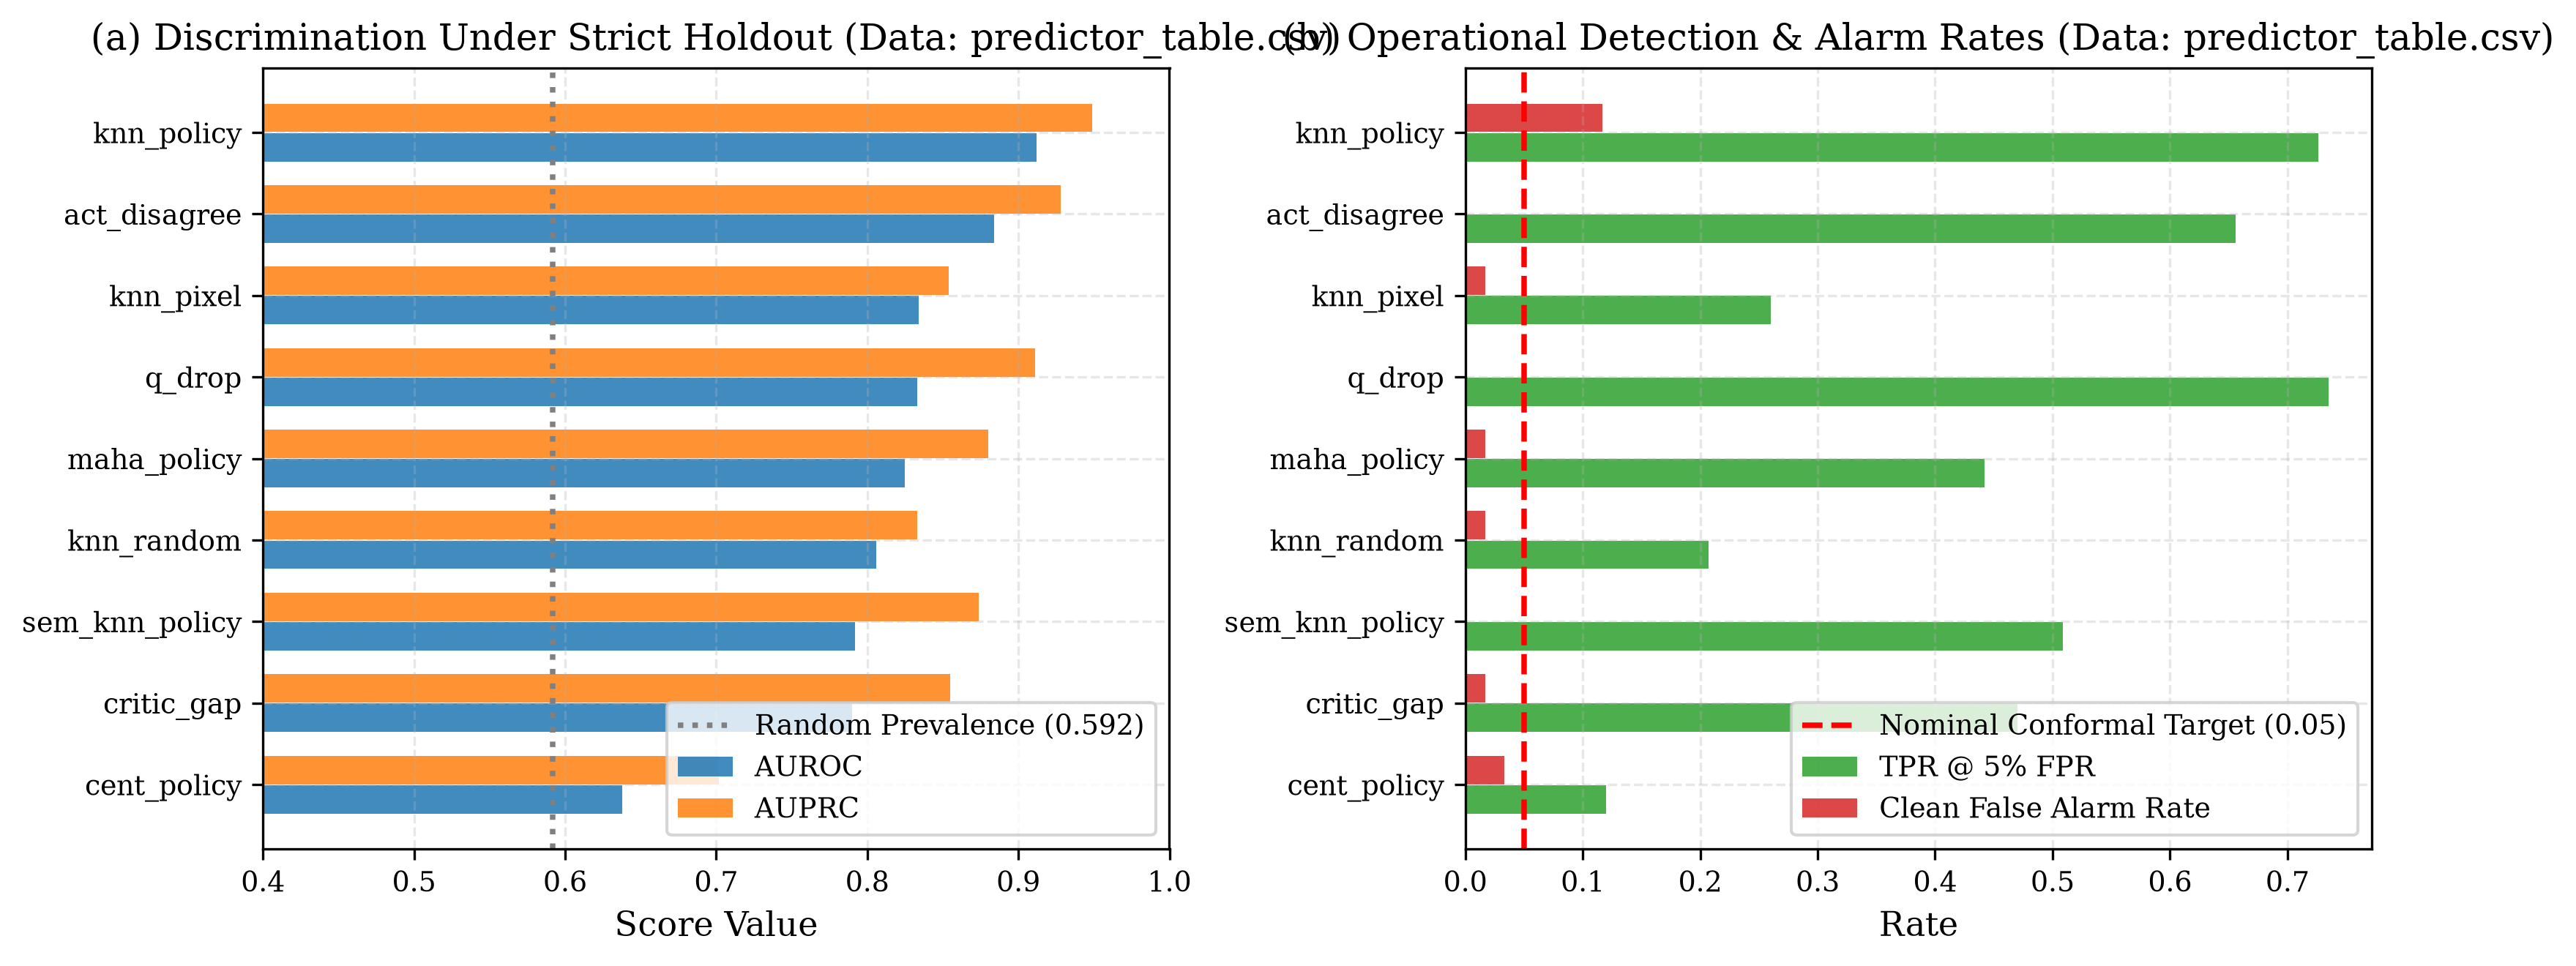 (a) Discrimination Under Strict Holdout (Data: predictor_table.csv)
knn_policy
act_disagree
knn_pixel
q_drop
maha_policy
knn_random
sem_knn_policy
critic_gap
cent_policy
Random Prevalence (0.592)
AUROC
AUPRC
0.4 0.5 0.6 0.7 0.8 0.9 1.0
Score Value
(b) Operational Detection & Alarm Rates (Data: predictor_table.csv)
knn_policy
act_disagree
knn_pixel
q_drop
maha_policy
knn_random
sem_knn_policy
critic_gap
cent_policy
Nominal Conformal Target (0.05)
TPR @ 5% FPR
Clean False Alarm Rate
0.0 0.1 0.2 0.3 0.4 0.5 0.6 0.7
Rate